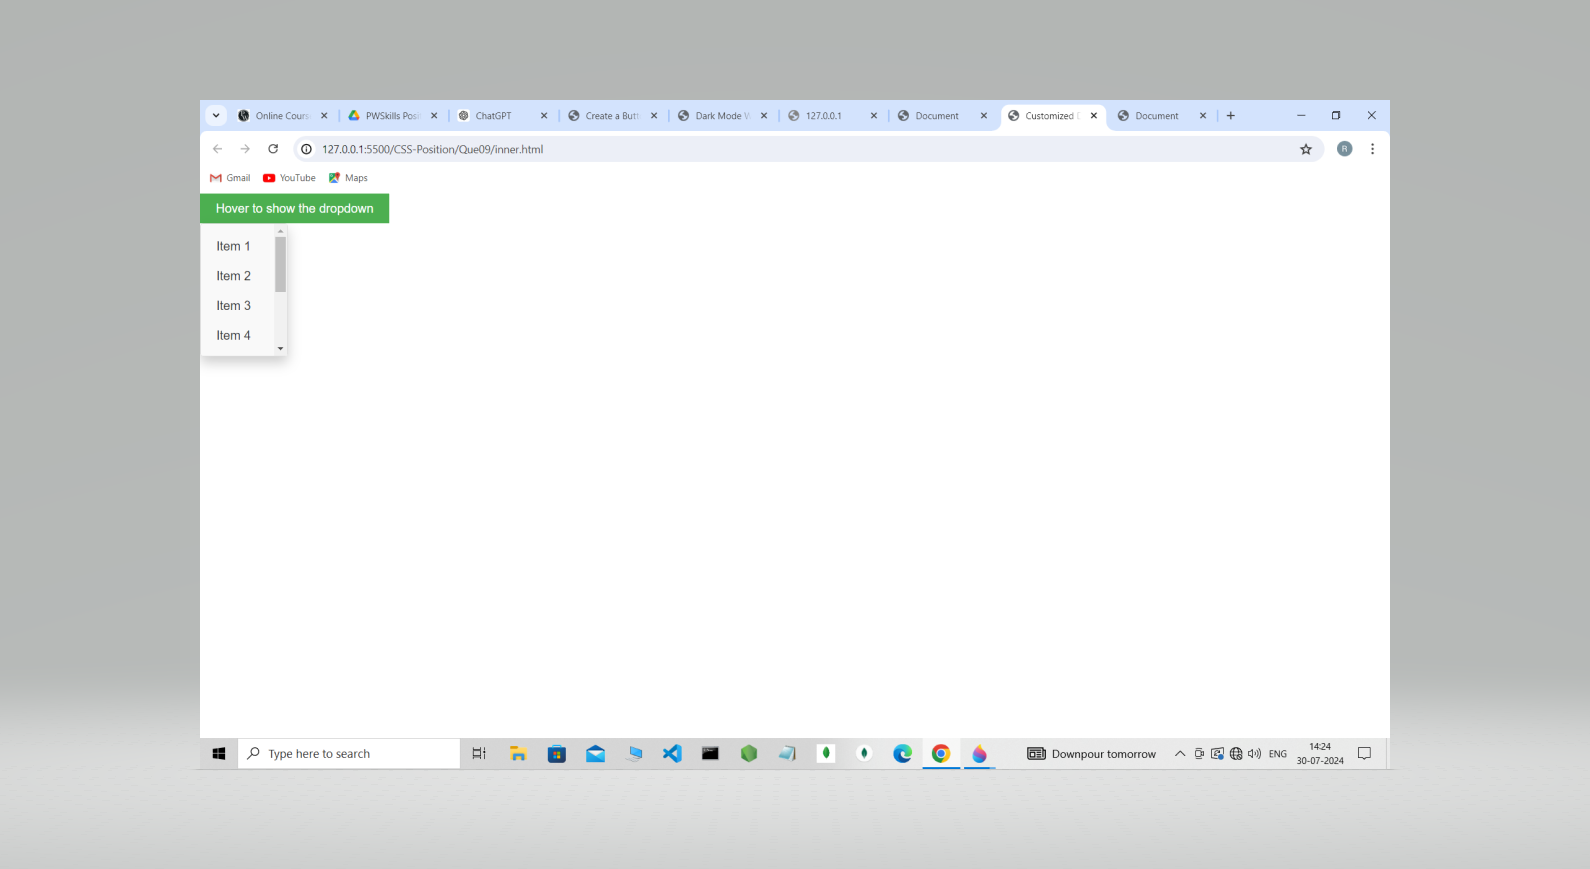 Online Cours
PWSkills Posi
ChatGPT
Create a Butt
Dark Mode W
127.0.0.1
Document
Customized D
Document
127.0.0.1:5500/CSS-Position/Que09/inner.html
R
Gmail
YouTube
Maps
Hover to show the dropdown
Item 1
Item 2
Item 3
Item 4
Type here to search
Downpour tomorrow
ENG
14:24
30-07-2024